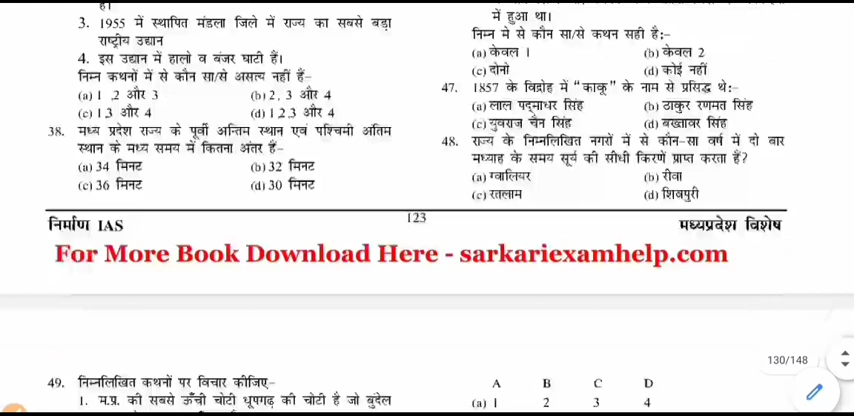 है।
3. 1955 में स्थापित मंडला जिले में राज्य का सबसे बड़ा
राष्ट्रीय उद्यान
4. इस उद्यान में हालो व बंजर घाटी हैं।
निम्न कथनों में से कौन सा/से असत्य नहीं हैं–
(a) 1 ,2 और 3 (b) 2, 3 और 4
(c) 1 3 और 4 (d) 1 2 3 और 4
38. मध्य प्रदेश राज्य के पूर्वी अन्तिम स्थान एवं पश्चिमी अतिम
स्थान के मध्य समय में कितना अंतर हैं–
(a) 34 मिनट (b) 32 मिनट
(c) 36 मिनट (d) 30 मिनट
में हुआ था।
निम्न मे से कौन सा/से कथन सही है:–
(a) केवल 1 (b) केवल 2
(c) दोनो (d) कोई नहीं
47. 1857 के विद्रोह में "काकू" के नाम से प्रसिद्ध थे:–
(a) लाल पद्माधर सिंह (b) ठाकुर रणमत सिंह
(c) युवराज चैन सिंह (d) बख्तावर सिंह
48. राज्य के निम्नलिखित नगरों में से कौन-सा वर्ष में दो बार
मध्याह के समय सूर्य की सीधी किरणें प्राप्त करता हैं?
(a) ग्वालियर (b) रीवा
(c) रतलाम (d) शिवपुरी
निर्माण IAS 123 मध्यप्रदेश विशेष
For More Book Download Here - sarkariexamhelp.com
130/148
49. निम्नलिखित कथनों पर विचार कीजिए–
1. म.प्र. की सबसे ऊँची चोटी धूपगढ़ की चोटी है जो बुदेल
A B C D
(a) 1 2 3 4